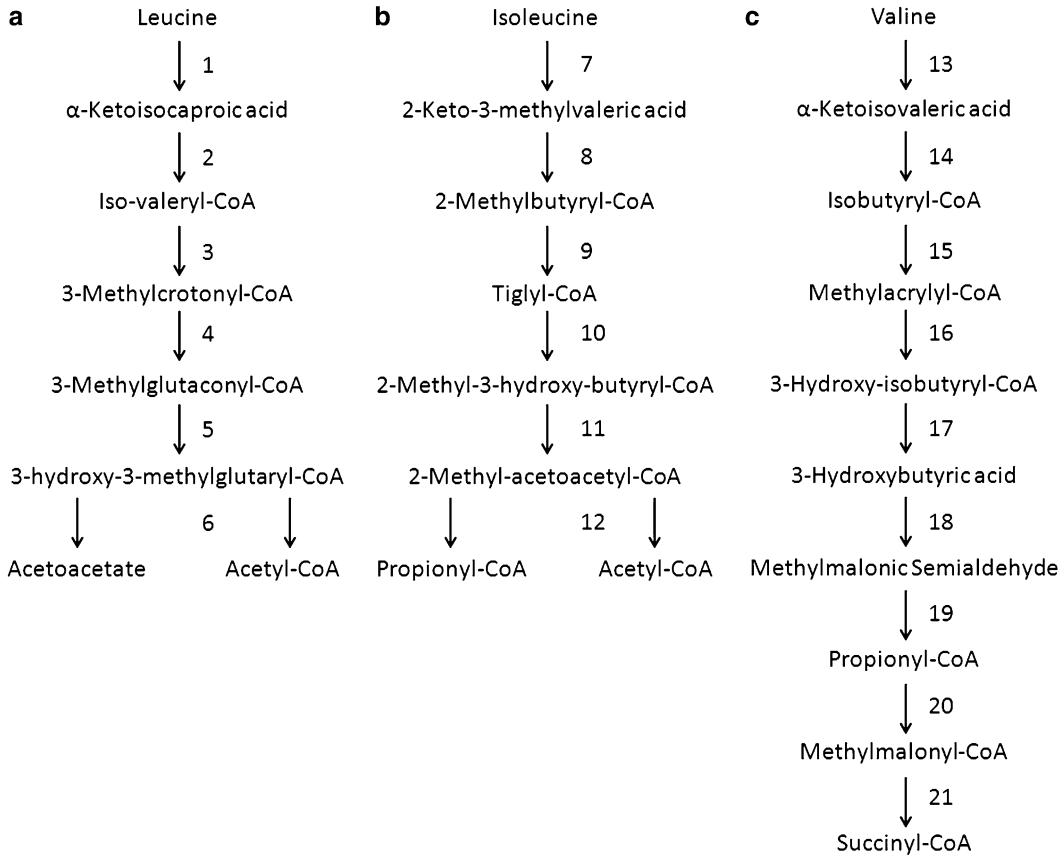 a Leucine
1
α-Ketoisocaproic acid
2
Iso-valeryl-CoA
3
3-Methylcrotonyl-CoA
4
3-Methylglutaconyl-CoA
5
3-hydroxy-3-methylglutaryl-CoA
6
Acetoacetate Acetyl-CoA
b Isoleucine
7
2-Keto-3-methylvaleric acid
8
2-Methylbutyryl-CoA
9
Tiglyl-CoA
10
2-Methyl-3-hydroxy-butyryl-CoA
11
2-Methyl-acetoacetyl-CoA
12
Propionyl-CoA Acetyl-CoA
c Valine
13
α-Ketoisovaleric acid
14
Isobutyryl-CoA
15
Methylacrylyl-CoA
16
3-Hydroxy-isobutyryl-CoA
17
3-Hydroxybutyric acid
18
Methylmalonic Semialdehyde
19
Propionyl-CoA
20
Methylmalonyl-CoA
21
Succinyl-CoA